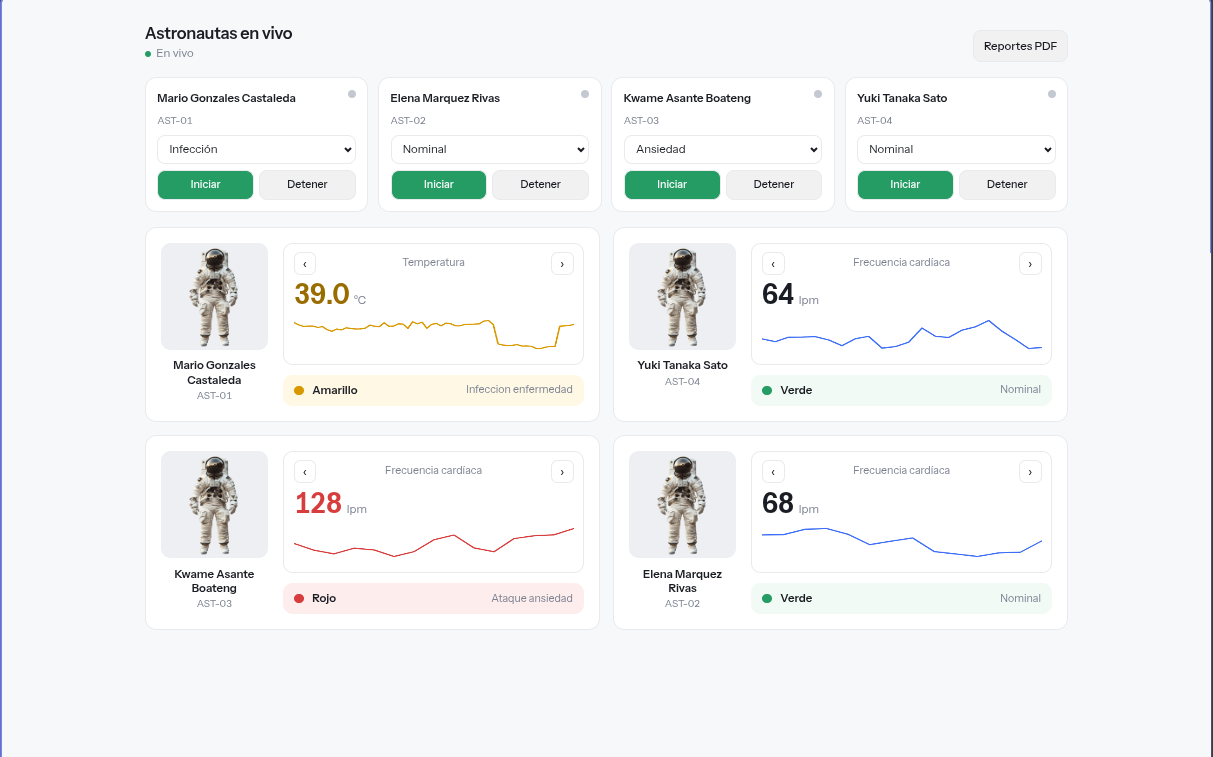 Astronautas en vivo
En vivo
Reportes PDF
Mario Gonzales Castaleda
AST-01
Infección
Iniciar
Detener
Elena Marquez Rivas
AST-02
Nominal
Iniciar
Detener
Kwame Asante Boateng
AST-03
Ansiedad
Iniciar
Detener
Yuki Tanaka Sato
AST-04
Nominal
Iniciar
Detener
Mario Gonzales
Castaleda
AST-01
‹ Temperatura ›
39.0 °C
Amarillo Infeccion enfermedad
Yuki Tanaka Sato
AST-04
‹ Frecuencia cardíaca ›
64 lpm
Verde Nominal
Kwame Asante
Boateng
AST-03
‹ Frecuencia cardíaca ›
128 lpm
Rojo Ataque ansiedad
Elena Marquez
Rivas
AST-02
‹ Frecuencia cardíaca ›
68 lpm
Verde Nominal